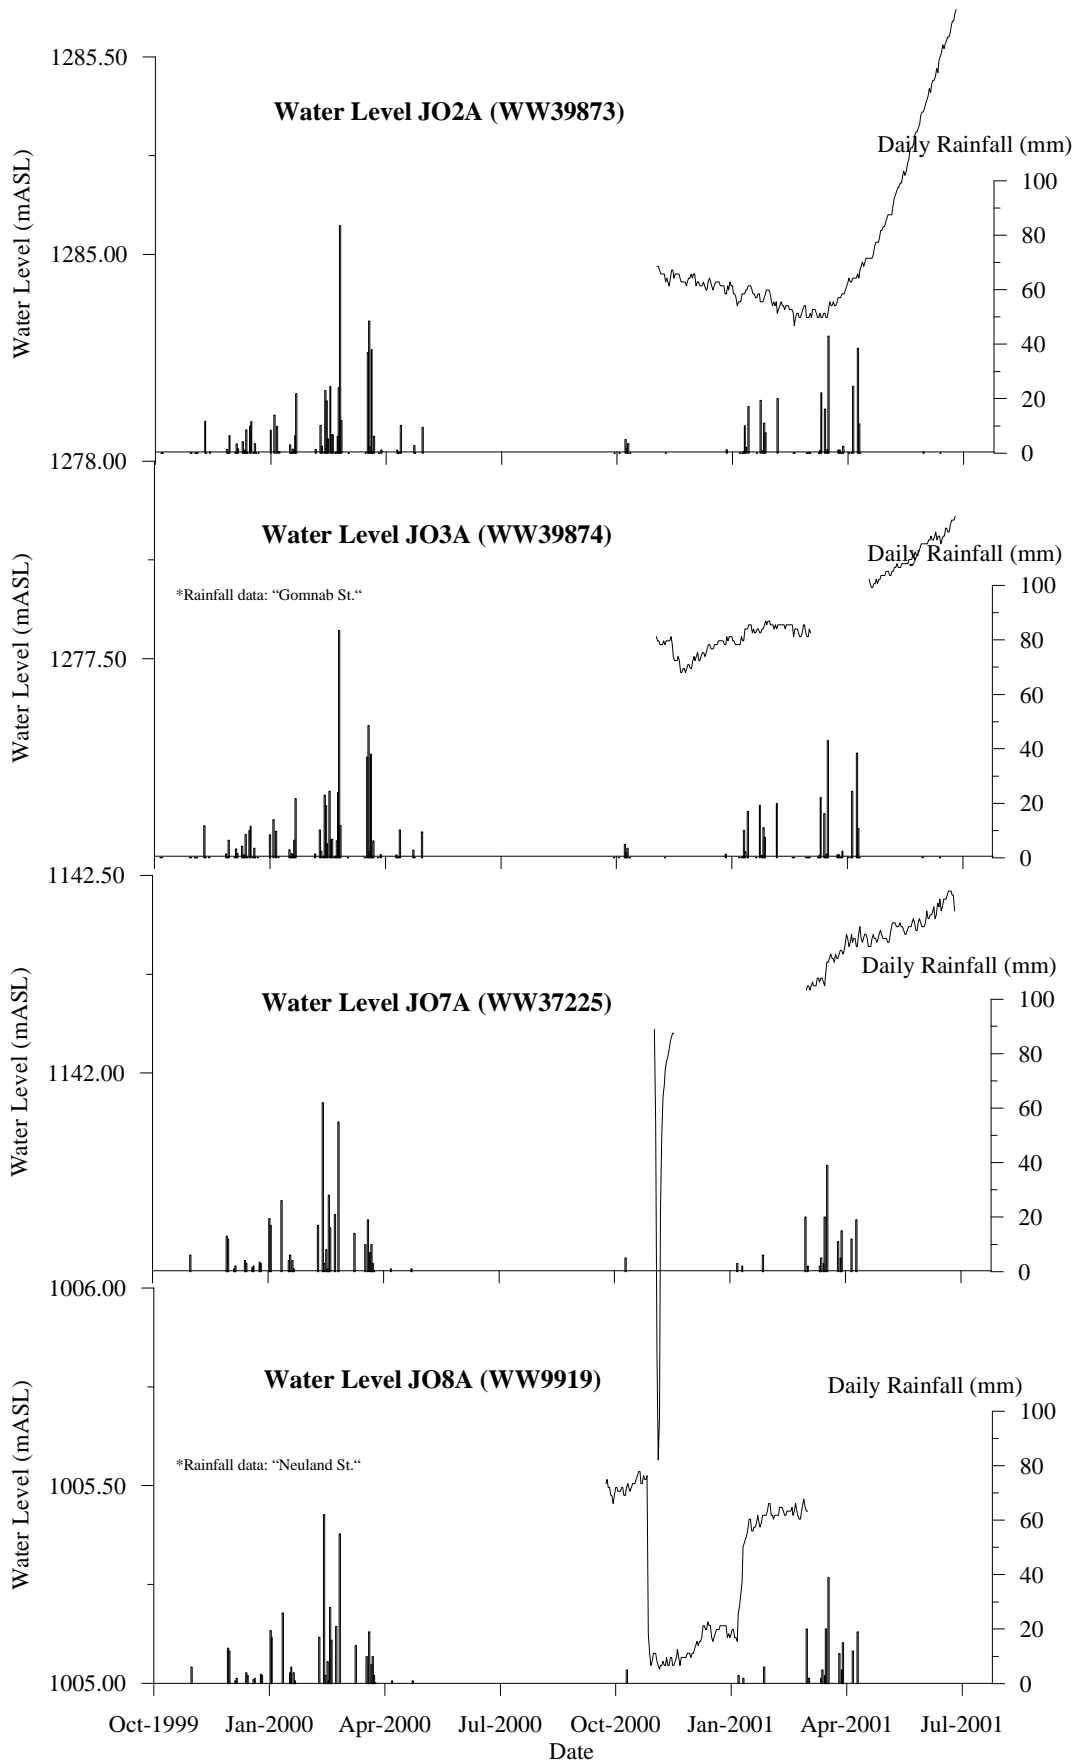 1285.50
Water Level JO2A (WW39873)
Daily Rainfall (mm)
Water Level (mASL)
100
80
1285.00
60
40
20
0
1278.00
Water Level JO3A (WW39874)
Daily Rainfall (mm)
Water Level (mASL)
*Rainfall data: “Gomnab St.“
100
80
1277.50
60
40
20
0
1142.50
Daily Rainfall (mm)
Water Level JO7A (WW37225)
Water Level (mASL)
100
80
1142.00
60
40
20
0
1006.00
Water Level JO8A (WW9919)
Daily Rainfall (mm)
Water Level (mASL)
100
*Rainfall data: “Neuland St.“
80
1005.50
60
40
20
1005.00
0
Oct-1999 Jan-2000 Apr-2000 Jul-2000 Oct-2000 Jan-2001 Apr-2001 Jul-2001
Date